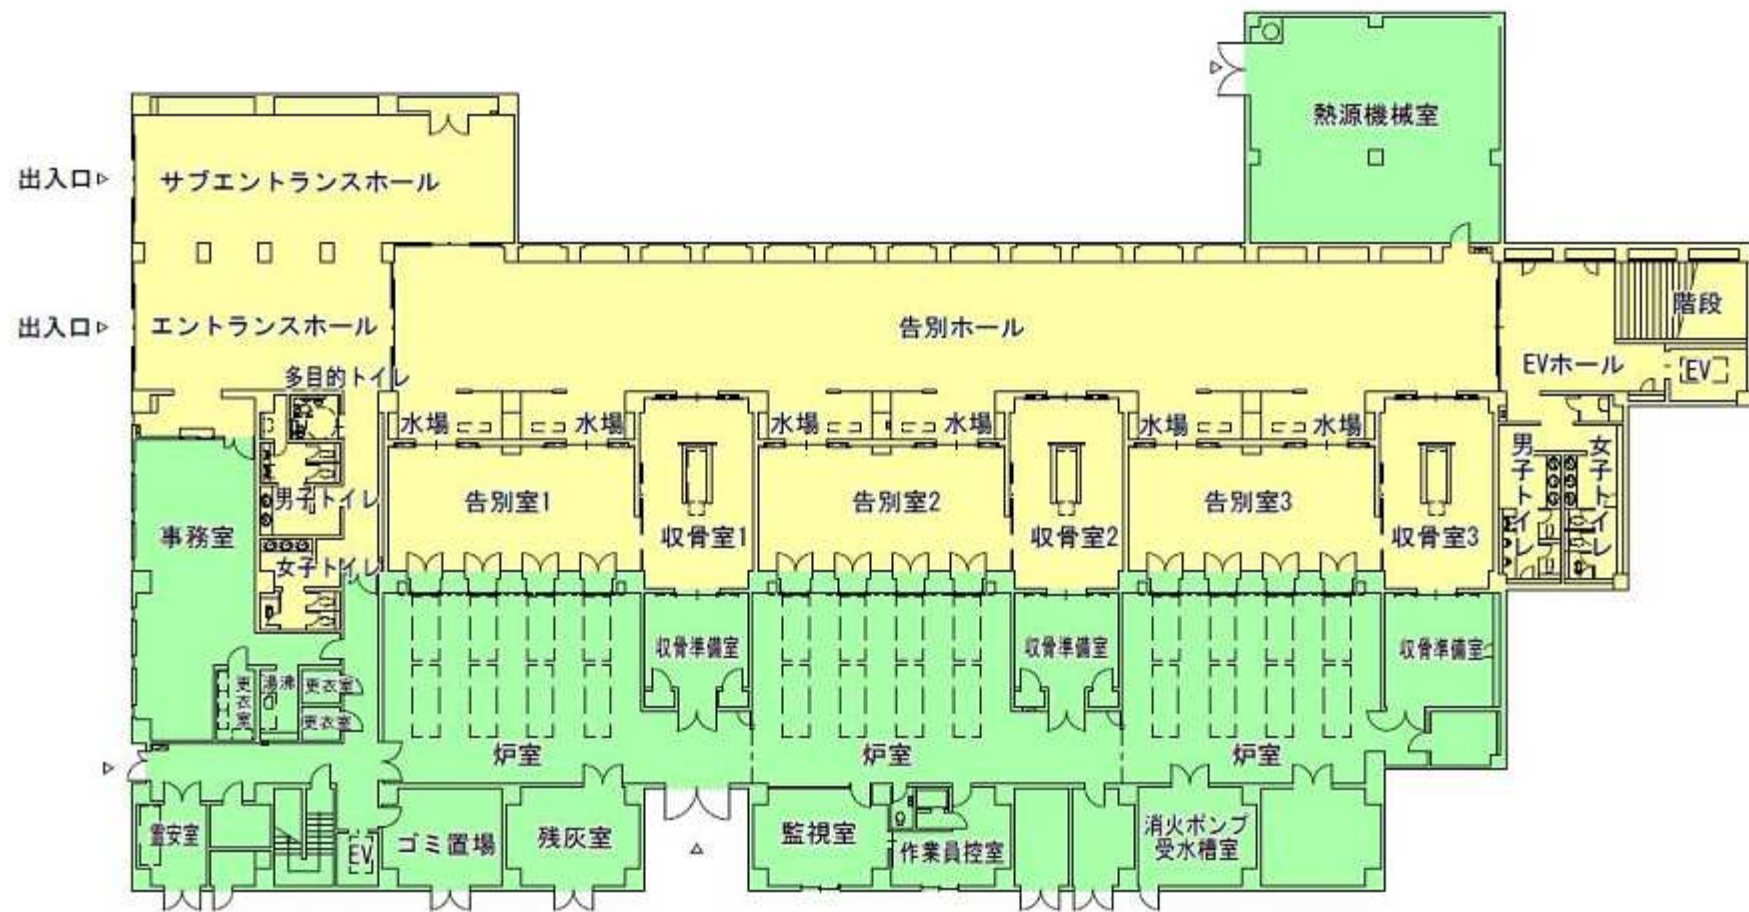 熱源機械室
出入口
サブエントランスホール
出入口
エントランスホール
告別ホール
階段
EVホール
EV
多目的トイレ
水場
水場
水場
水場
水場
水場
男子トイレ
女子トイレ
告別室1
収骨室1
告別室2
収骨室2
告別室3
収骨室3
男子トイレ
女子トイレ
事務室
収骨準備室
収骨準備室
収骨準備室
更衣室
湯沸
更衣室
更衣室
炉室
炉室
炉室
霊安室
EV
ゴミ置場
残灰室
監視室
作業員控室
消火ポンプ
受水槽室